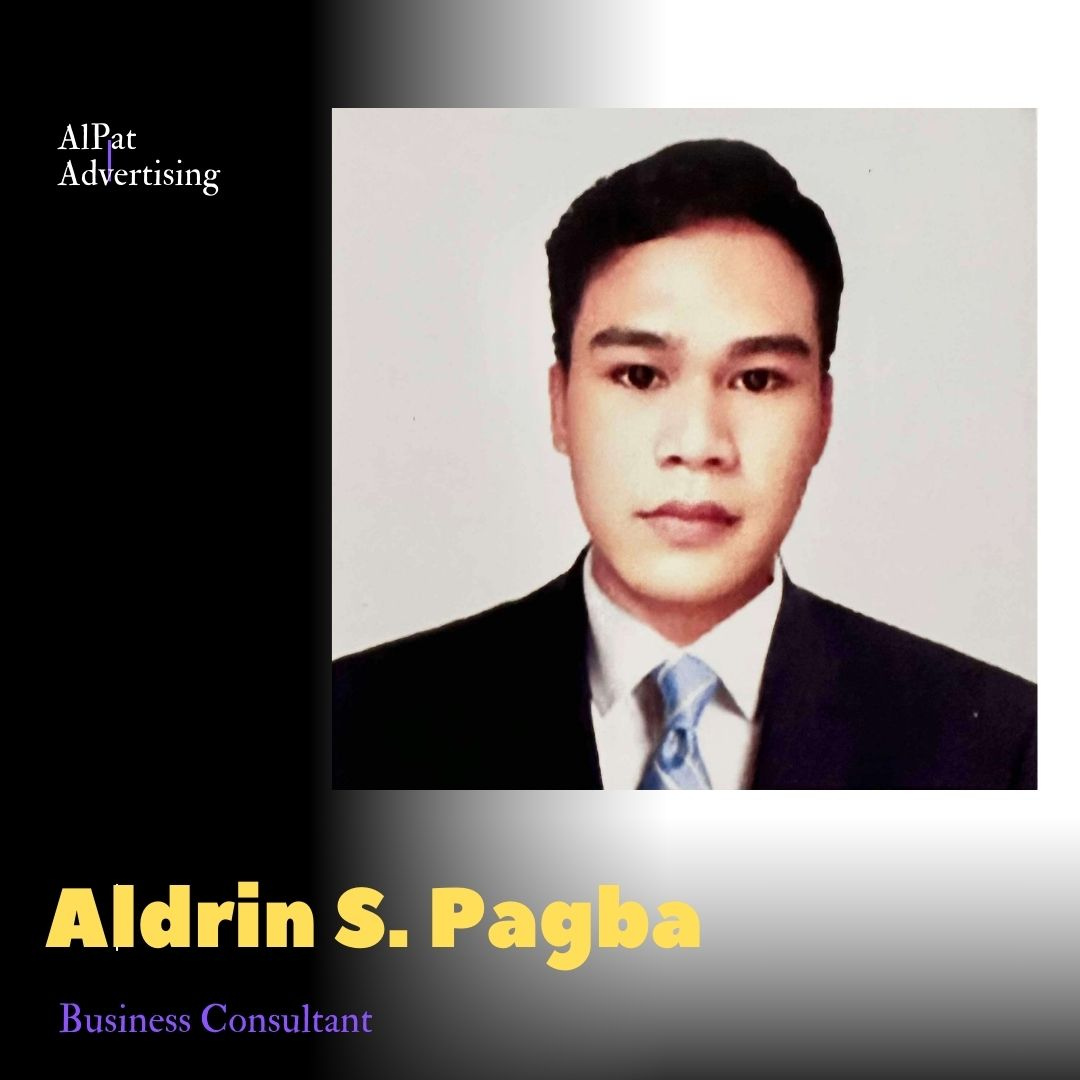 AlPat
Advertising
Aldrin S. Pagba
Business Consultant